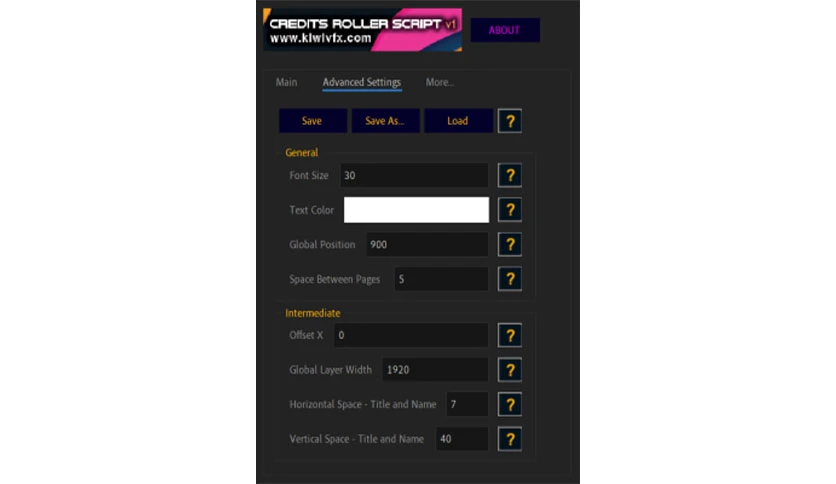 CREDITS ROLLER SCRIPT v1
ABOUT
www.kiwivfx.com
Main Advanced Settings More...
Save Save As... Load ?
General
Font Size 30 ?
Text Color ?
Global Position 900 ?
Space Between Pages 5 ?
Intermediate
Offset X 0 ?
Global Layer Width 1920 ?
Horizontal Space - Title and Name 7 ?
Vertical Space - Title and Name 40 ?